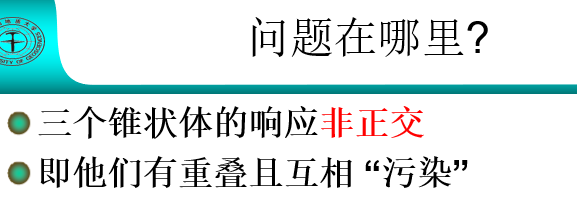 问题在哪里?
三个锥状体的响应非正交
即他们有重叠且互相 “污染”